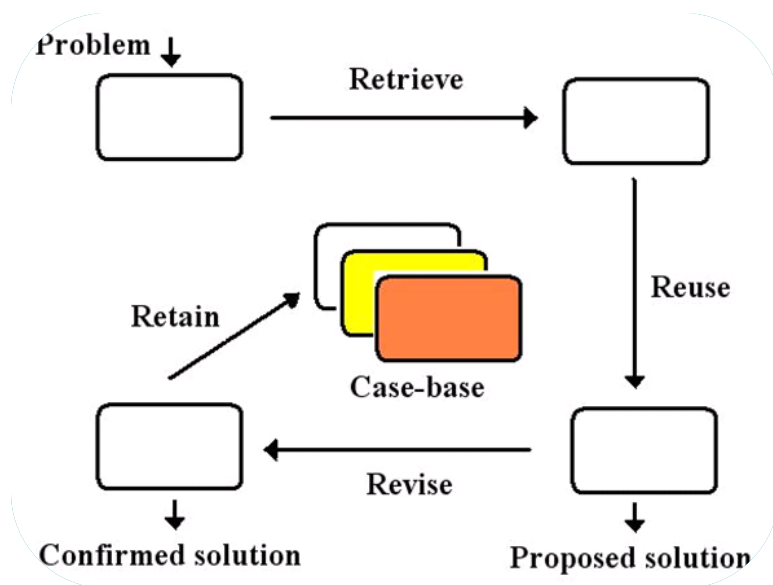 Problem
Retrieve
Reuse
Retain
Case-base
Revise
Confirmed solution
Proposed solution